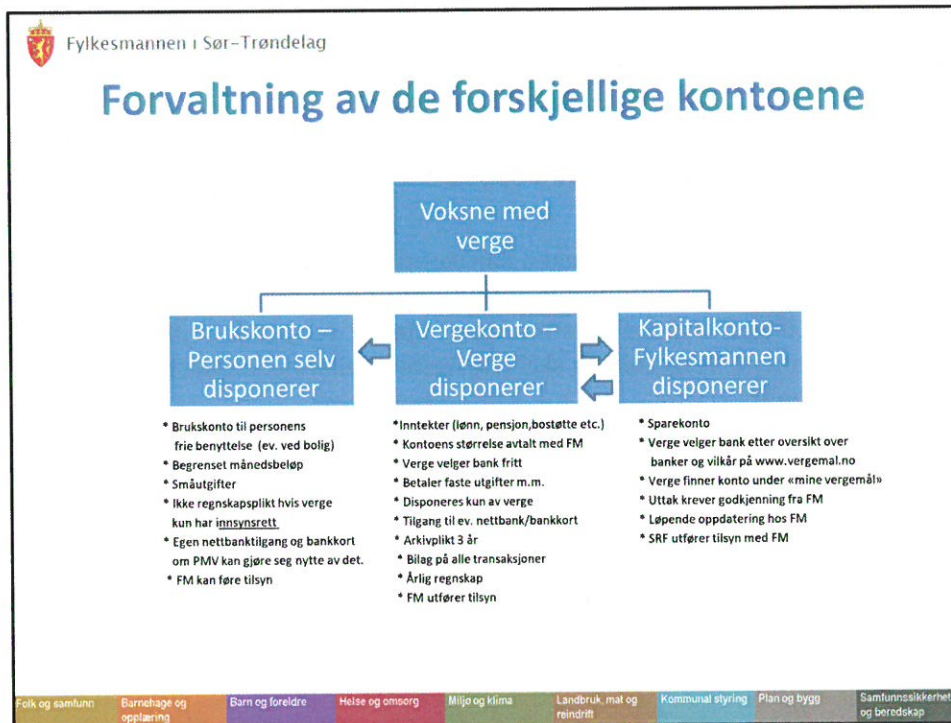 Fylkesmannen i Sør-Trøndelag
Forvaltning av de forskjellige kontoene
Voksne med
verge
Brukskonto –
Personen selv
disponerer
* Brukskonto til personens
frie benyttelse (ev. ved bolig)
* Begrenset månedsbeløp
* Småutgifter
* Ikke regnskapsplikt hvis verge
kun har innsynsrett
* Egen nettbanktilgang og bankkort
om PMV kan gjøre seg nytte av det.
* FM kan føre tilsyn
Vergekonto –
Verge
disponerer
*Inntekter (lønn, pensjon,bostøtte etc.)
* Kontoens størrelse avtalt med FM
* Verge velger bank fritt
* Betaler faste utgifter m.m.
* Disponeres kun av verge
* Tilgang til ev. nettbank/bankkort
* Arkivplikt 3 år
* Bilag på alle transaksjoner
* Årlig regnskap
* FM utfører tilsyn
Kapitalkonto-
Fylkesmannen
disponerer
* Sparekonto
* Verge velger bank etter oversikt over
banker og vilkår på www.vergemal.no
* Verge finner konto under «mine vergemål»
* Uttak krever godkjenning fra FM
* Løpende oppdatering hos FM
* SRF utfører tilsyn med FM
Folk og samfunn
Barnehage og
opplæring
Barn og foreldre
Helse og omsorg
Miljø og klima
Landbruk, mat og
reindrift
Kommunal styring
Plan og bygg
Samfunnssikkerhet
og beredskap